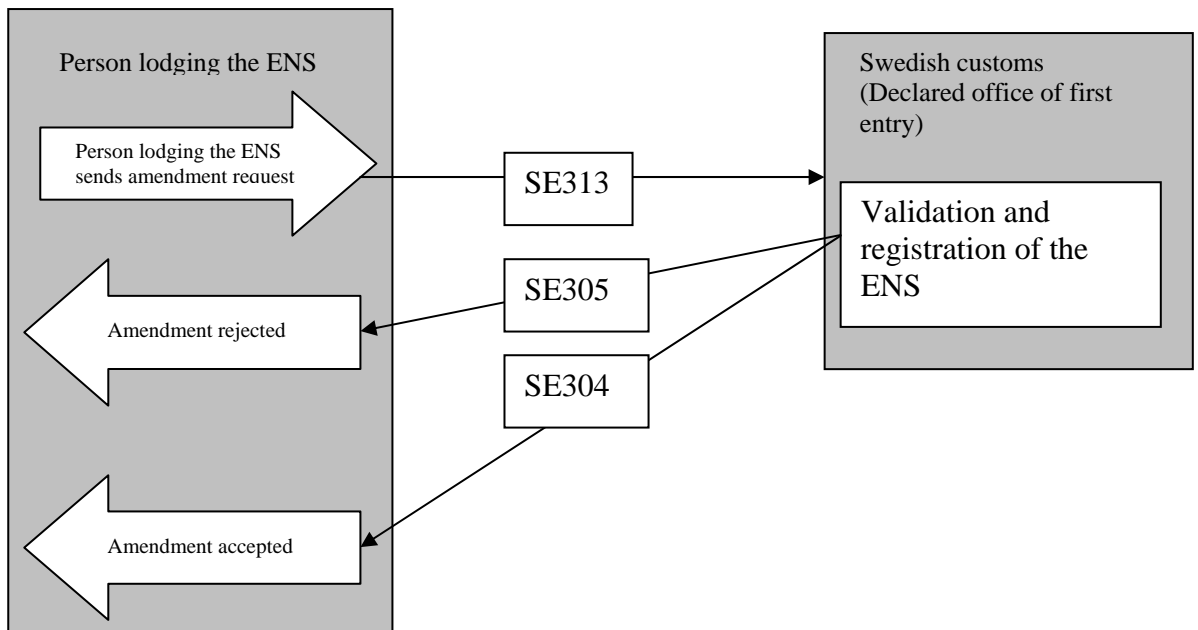 Person lodging the ENS
Person lodging the ENS
sends amendment request
SE313
SE305
SE304
Amendment rejected
Amendment accepted
Swedish customs
(Declared office of first
entry)
Validation and
registration of the
ENS